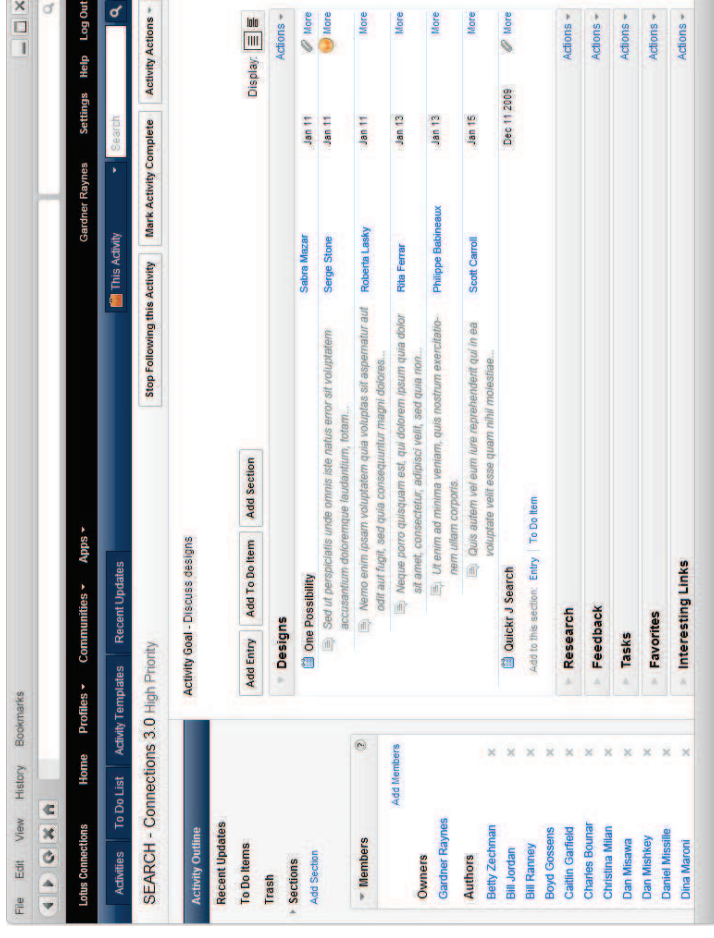 File Edit View History Bookmarks
Lotus Connections Home Profiles Communities Apps Gardner Raynes Settings Help Log Out
Activities To Do List Activity Templates Recent Updates This Activity Search
SEARCH - Connections 3.0 High Priority
Stop Following this Activity Mark Activity Complete Activity Actions
Activity Outline
Recent Updates
To Do Items
Trash
Sections
Add Section
Members ?
Add Members
Owners
Gardner Raynes
Authors
Betty Zechman
Bill Jordan
Bill Ranney
Boyd Gossens
Caitlin Garfield
Charles Bounar
Christina Milan
Dan Misawa
Dan Mishkey
Daniel Missille
Dina Maroni
Activity Goal - Discuss designs
Add Entry Add To Do Item Add Section Display:
Designs Actions
One Possibility Sabra Mazar Jan 11 More
Sed ut perspiciatis unde omnis iste natus error sit voluptatem Serge Stone Jan 11 More
accusantium doloremque laudantium, totam...
Nemo enim ipsam voluptatem quia voluptas sit aspernatur aut Roberta Lasky Jan 11 More
odit aut fugit, sed quia consequuntur magni dolores...
Neque porro quisquam est, qui dolorem ipsum quia dolor Rita Ferrar Jan 13 More
sit amet, consectetur, adipisci velit, sed quia non...
Ut enim ad minima veniam, quis nostrum exercitatio- Philippe Babineaux Jan 13 More
nem ullam corporis.
Quis autem vel eum iure reprehenderit qui in ea Scott Carroll Jan 15 More
voluptate velit esse quam nihil molestiae...
Quickr J Search Dec 11 2009 More
Add to this section: Entry To Do Item
Research Actions
Feedback Actions
Tasks Actions
Favorites Actions
Interesting Links Actions